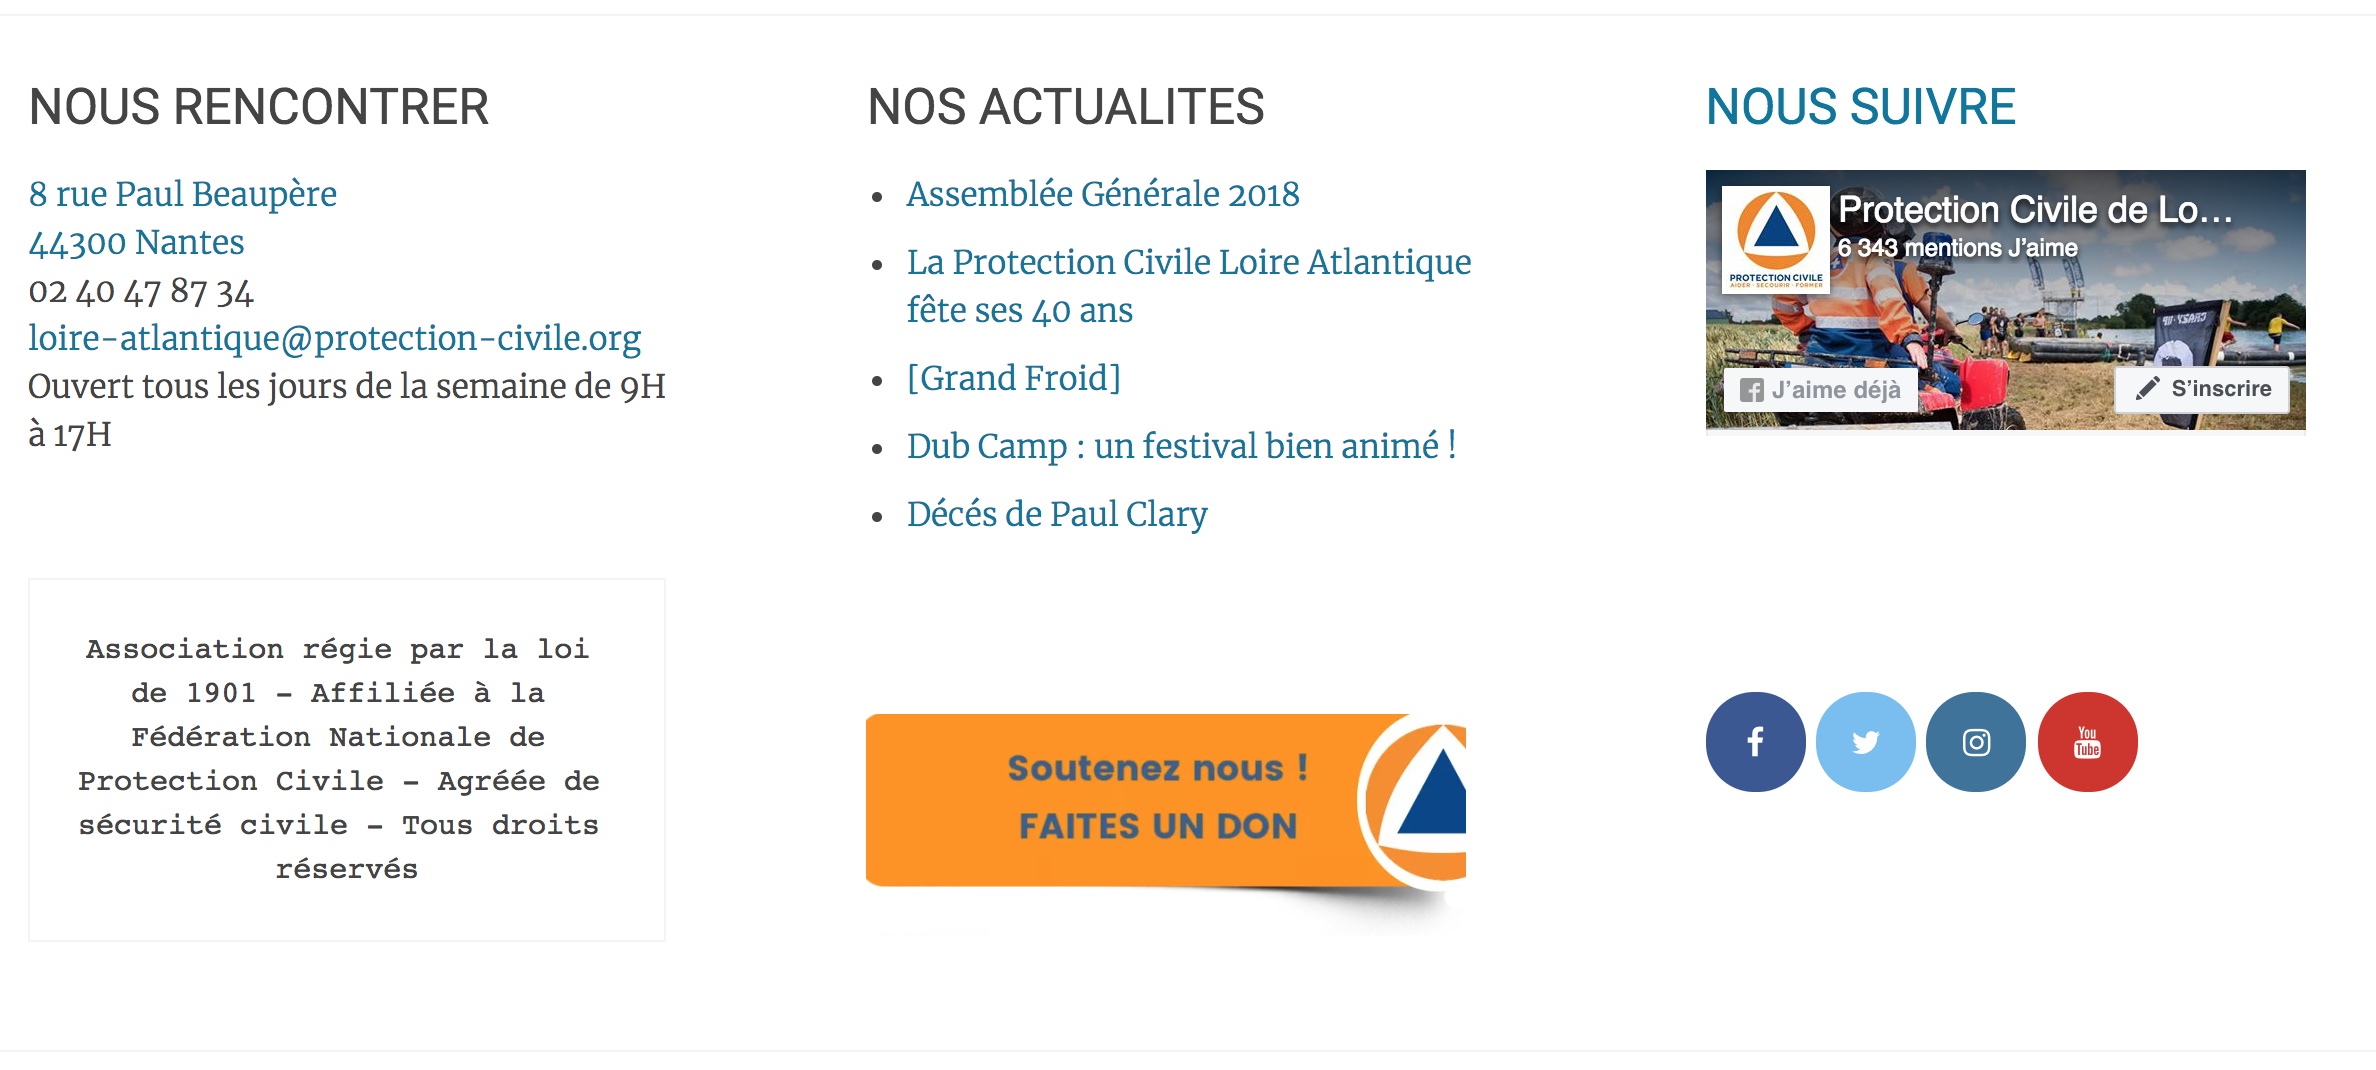 NOUS RENCONTRER
8 rue Paul Beaupère
44300 Nantes
02 40 47 87 34
loire-atlantique@protection-civile.org
Ouvert tous les jours de la semaine de 9H
à 17H
Association régie par la loi
de 1901 – Affiliée à la
Fédération Nationale de
Protection Civile – Agréée de
sécurité civile – Tous droits
réservés
NOS ACTUALITES
Assemblée Générale 2018
La Protection Civile Loire Atlantique
fête ses 40 ans
[Grand Froid]
Dub Camp : un festival bien animé !
Décés de Paul Clary
Soutenez nous !
FAITES UN DON
NOUS SUIVRE
Protection Civile de Lo...
6 343 mentions J’aime
PROTECTION CIVILE
AIDER · SECOURIR · FORMER
J’aime déjà
S’inscrire
You
Tube